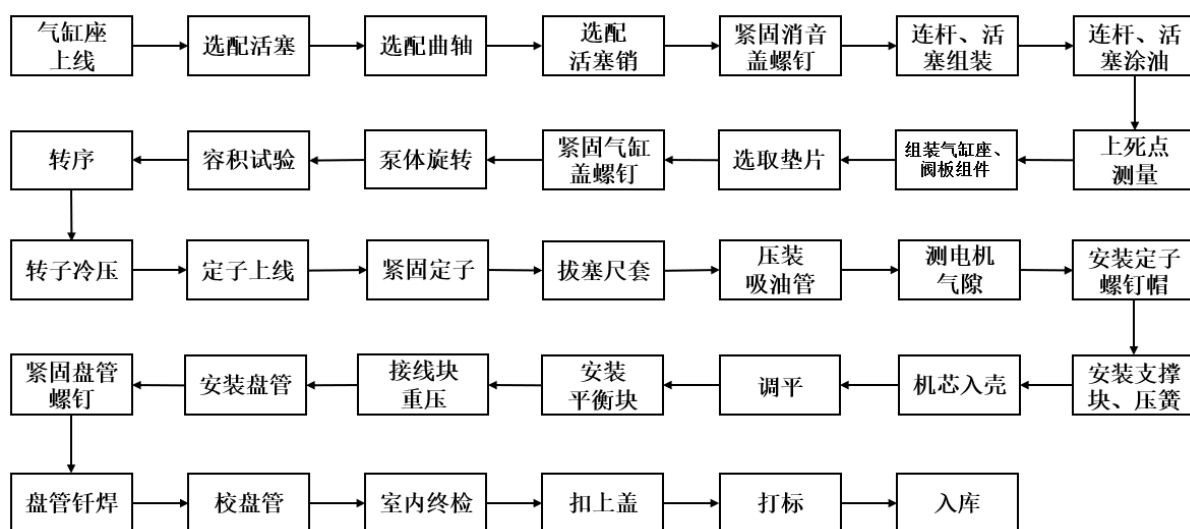 气缸座
上线
选配活塞
选配曲轴
选配
活塞销
紧固消音
盖螺钉
连杆、活
塞组装
连杆、活
塞涂油
上死点
测量
组装气缸座、
阀板组件
选取垫片
紧固气缸
盖螺钉
泵体旋转
容积试验
转序
转子冷压
定子上线
紧固定子
拔塞尺套
压装
吸油管
测电机
气隙
安装定子
螺钉帽
安装支撑
块、压簧
机芯入壳
调平
安装
平衡块
接线块
重压
安装盘管
紧固盘管
螺钉
盘管钎焊
校盘管
室内终检
扣上盖
打标
入库